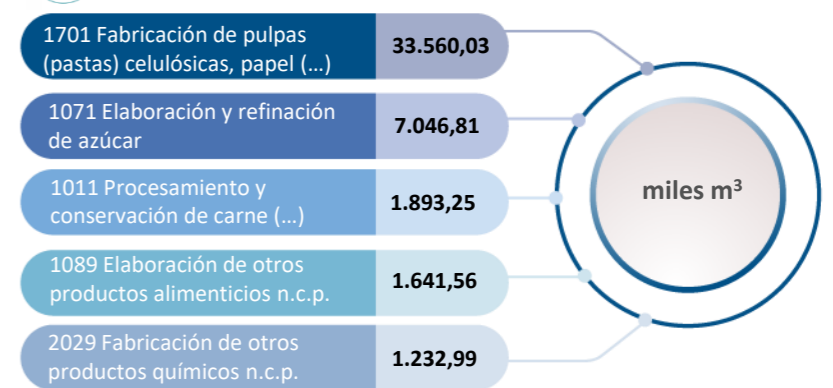 1701 Fabricación de pulpas
(pastas) celulósicas, papel (...)
33.560,03
1071 Elaboración y refinación
de azúcar
7.046,81
1011 Procesamiento y
conservación de carne (...)
1.893,25
1089 Elaboración de otros
productos alimenticios n.c.p.
1.641,56
2029 Fabricación de otros
productos químicos n.c.p.
1.232,99
miles m³